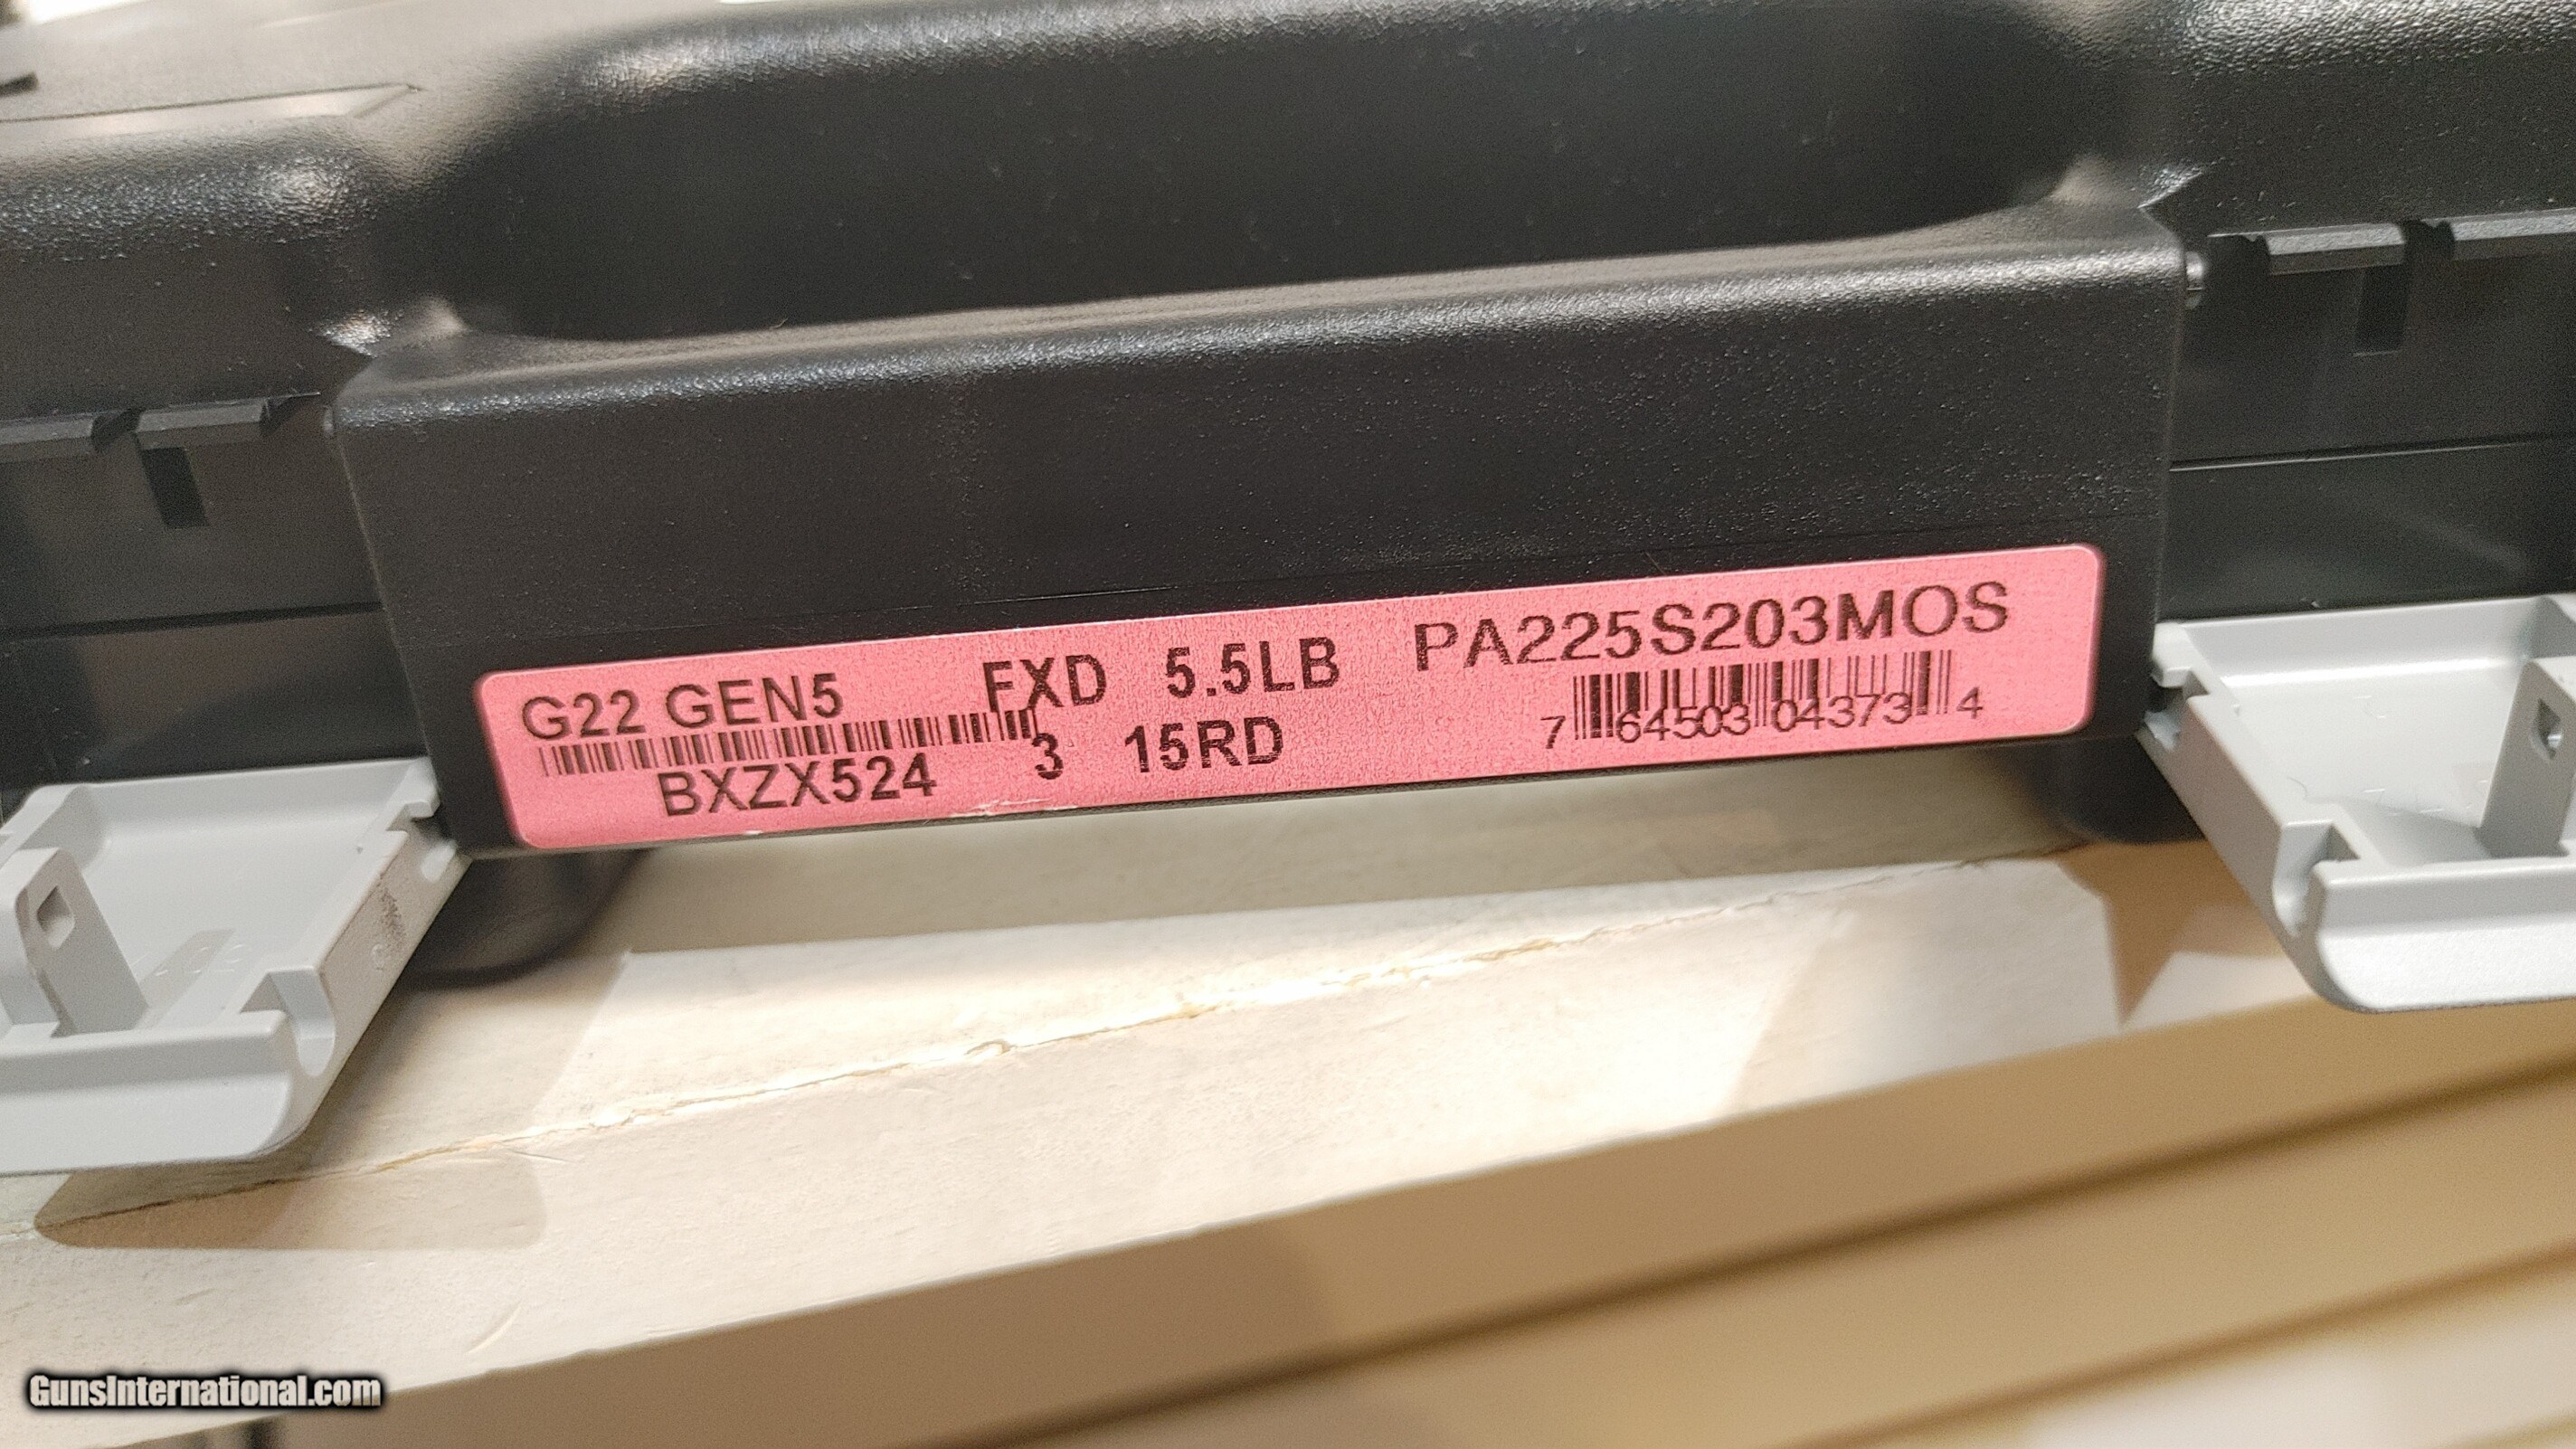 G22 GEN5 FXD 5.5LB PA225S203MOS
BXZX524 3 15RD 7 64503 04373 4
GunsInternational.com